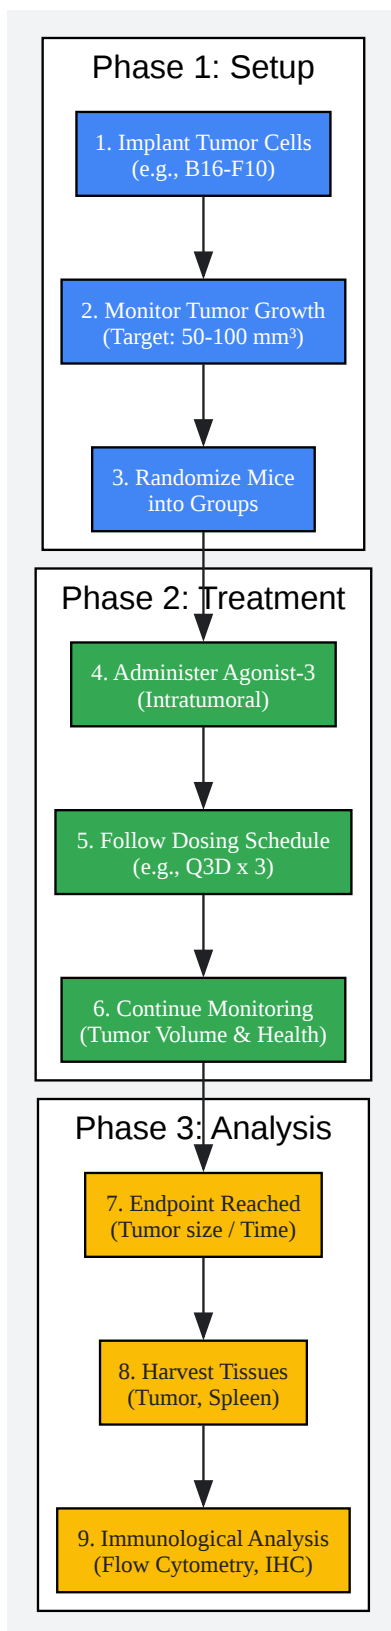 Phase 1: Setup
1. Implant Tumor Cells
(e.g., B16-F10)
2. Monitor Tumor Growth
(Target: 50-100 mm³)
3. Randomize Mice
into Groups
Phase 2: Treatment
4. Administer Agonist-3
(Intratumoral)
5. Follow Dosing Schedule
(e.g., Q3D x 3)
6. Continue Monitoring
(Tumor Volume & Health)
Phase 3: Analysis
7. Endpoint Reached
(Tumor size / Time)
8. Harvest Tissues
(Tumor, Spleen)
9. Immunological Analysis
(Flow Cytometry, IHC)